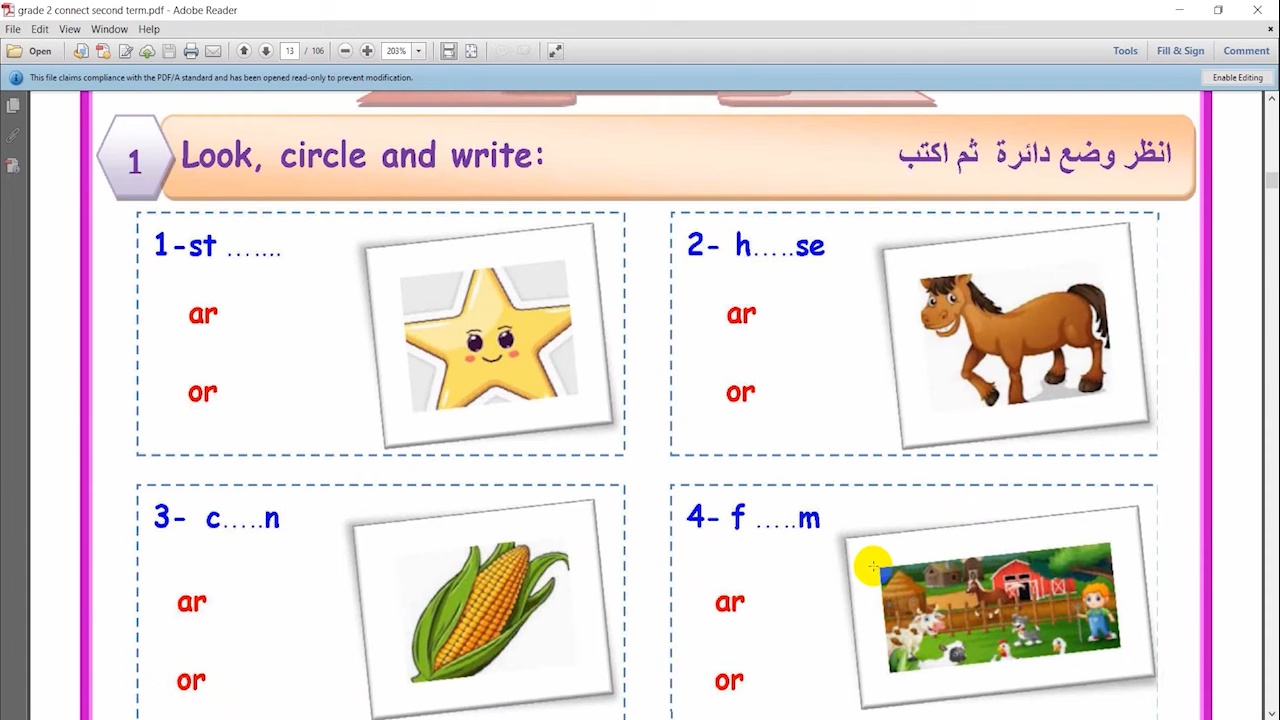 grade 2 connect second term.pdf - Adobe Reader
File Edit View Window Help
Open 13 / 106 203% Tools Fill & Sign Comment
This file claims compliance with the PDF/A standard and has been opened read-only to prevent modification. Enable Editing
1 Look, circle and write: انظر وضع دائرة ثم اكتب
1-st .......
ar
or
2- h.....se
ar
or
3- c.....n
ar
or
4- f .....m
ar
or